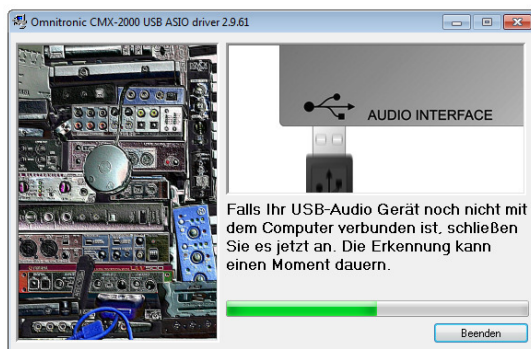 Omnitronic CMX-2000 USB ASIO driver 2.9.61
AUDIO INTERFACE
Falls Ihr USB-Audio Gerät noch nicht mit
dem Computer verbunden ist, schließen
Sie es jetzt an. Die Erkennung kann
einen Moment dauern.
Beenden